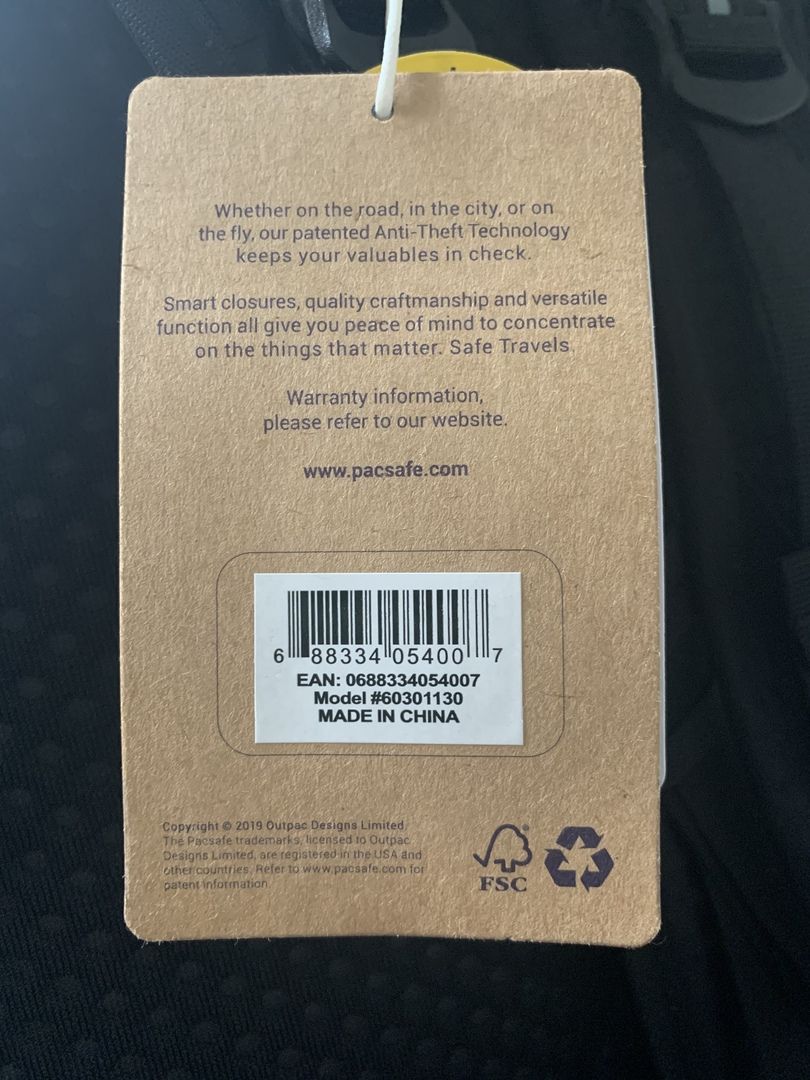 Whether on the road, in the city, or on
the fly, our patented Anti-Theft Technology
keeps your valuables in check.
Smart closures, quality craftmanship and versatile
function all give you peace of mind to concentrate
on the things that matter. Safe Travels.
Warranty information,
please refer to our website.
www.pacsafe.com
6 88334 05400 7
EAN: 0688334054007
Model #60301130
MADE IN CHINA
Copyright © 2019 Outpac Designs Limited.
The Pacsafe trademarks, licensed to Outpac
Designs Limited, are registered in the USA and
other countries. Refer to www.pacsafe.com for
patent information.
FSC